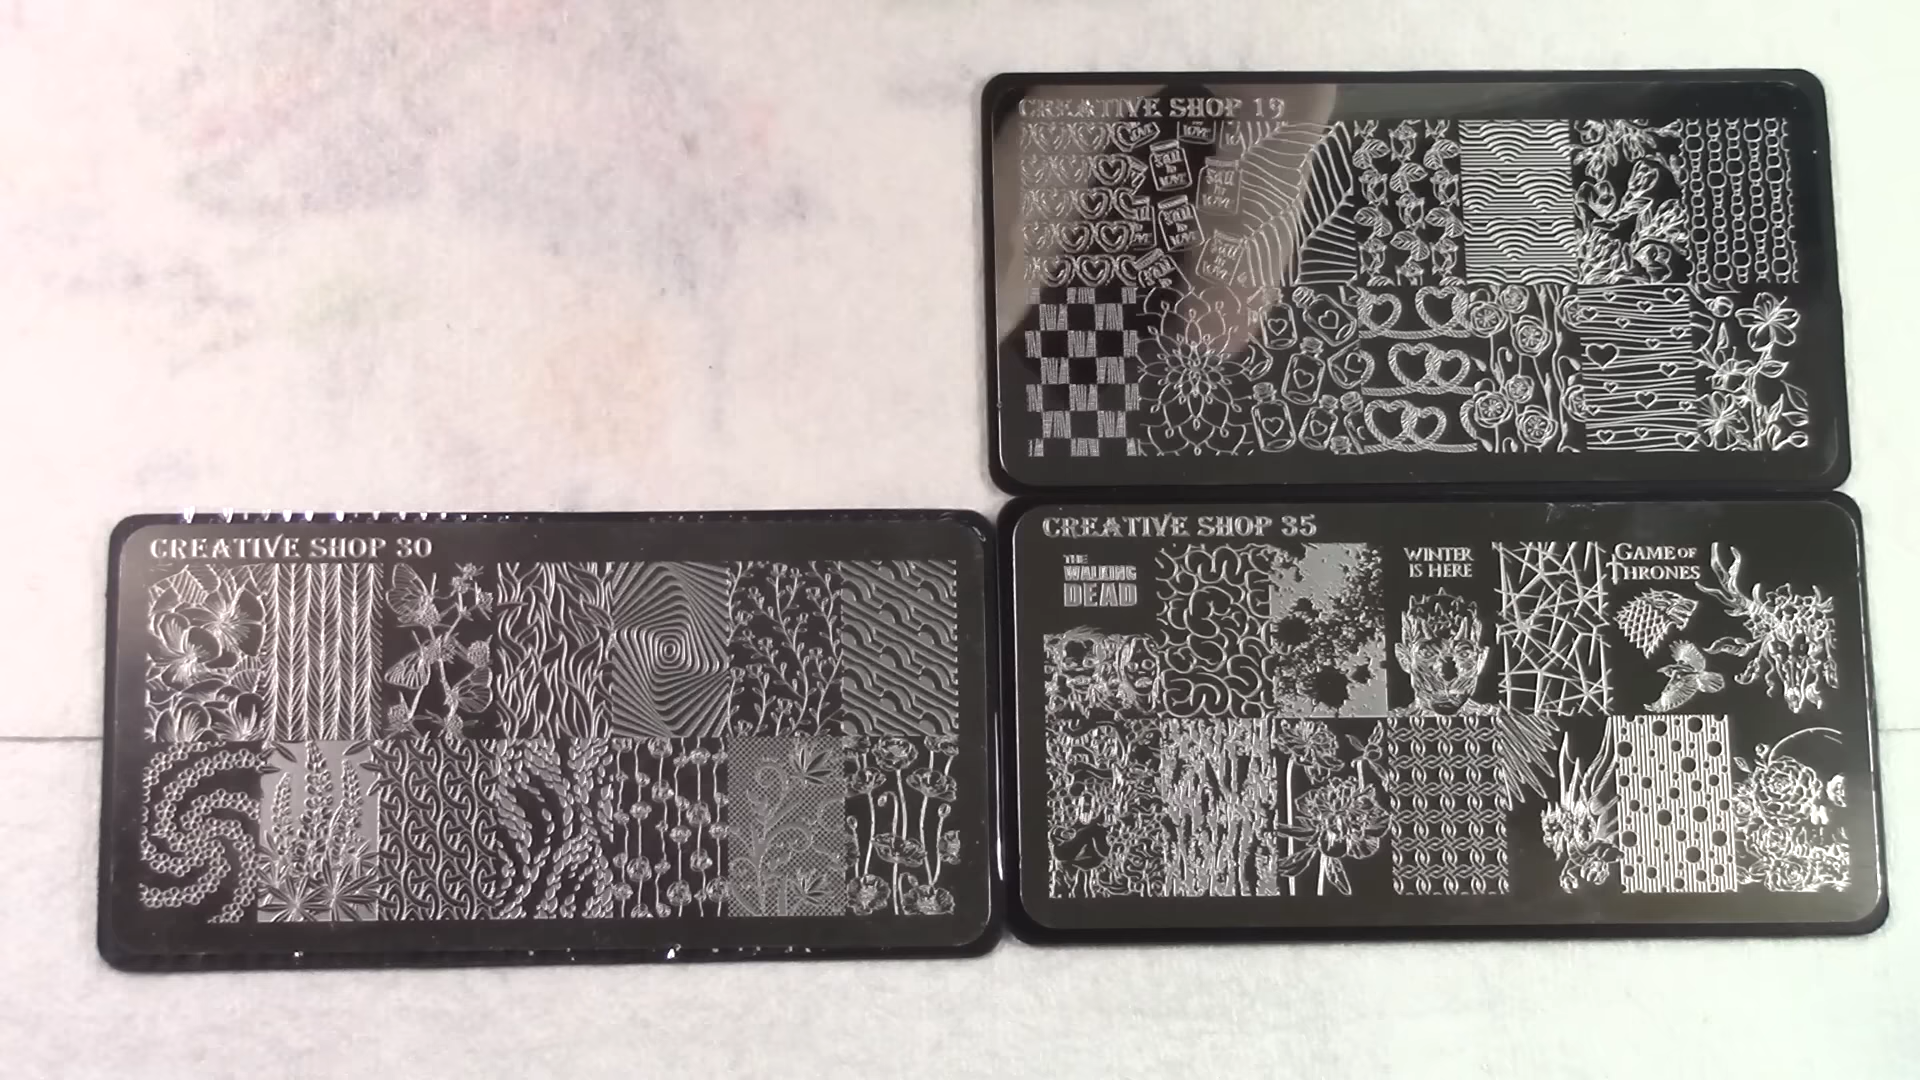 CREATIVE SHOP 19
CREATIVE SHOP 30
CREATIVE SHOP 35
THE
WALKING
DEAD
WINTER
IS HERE
GAME OF
THRONES